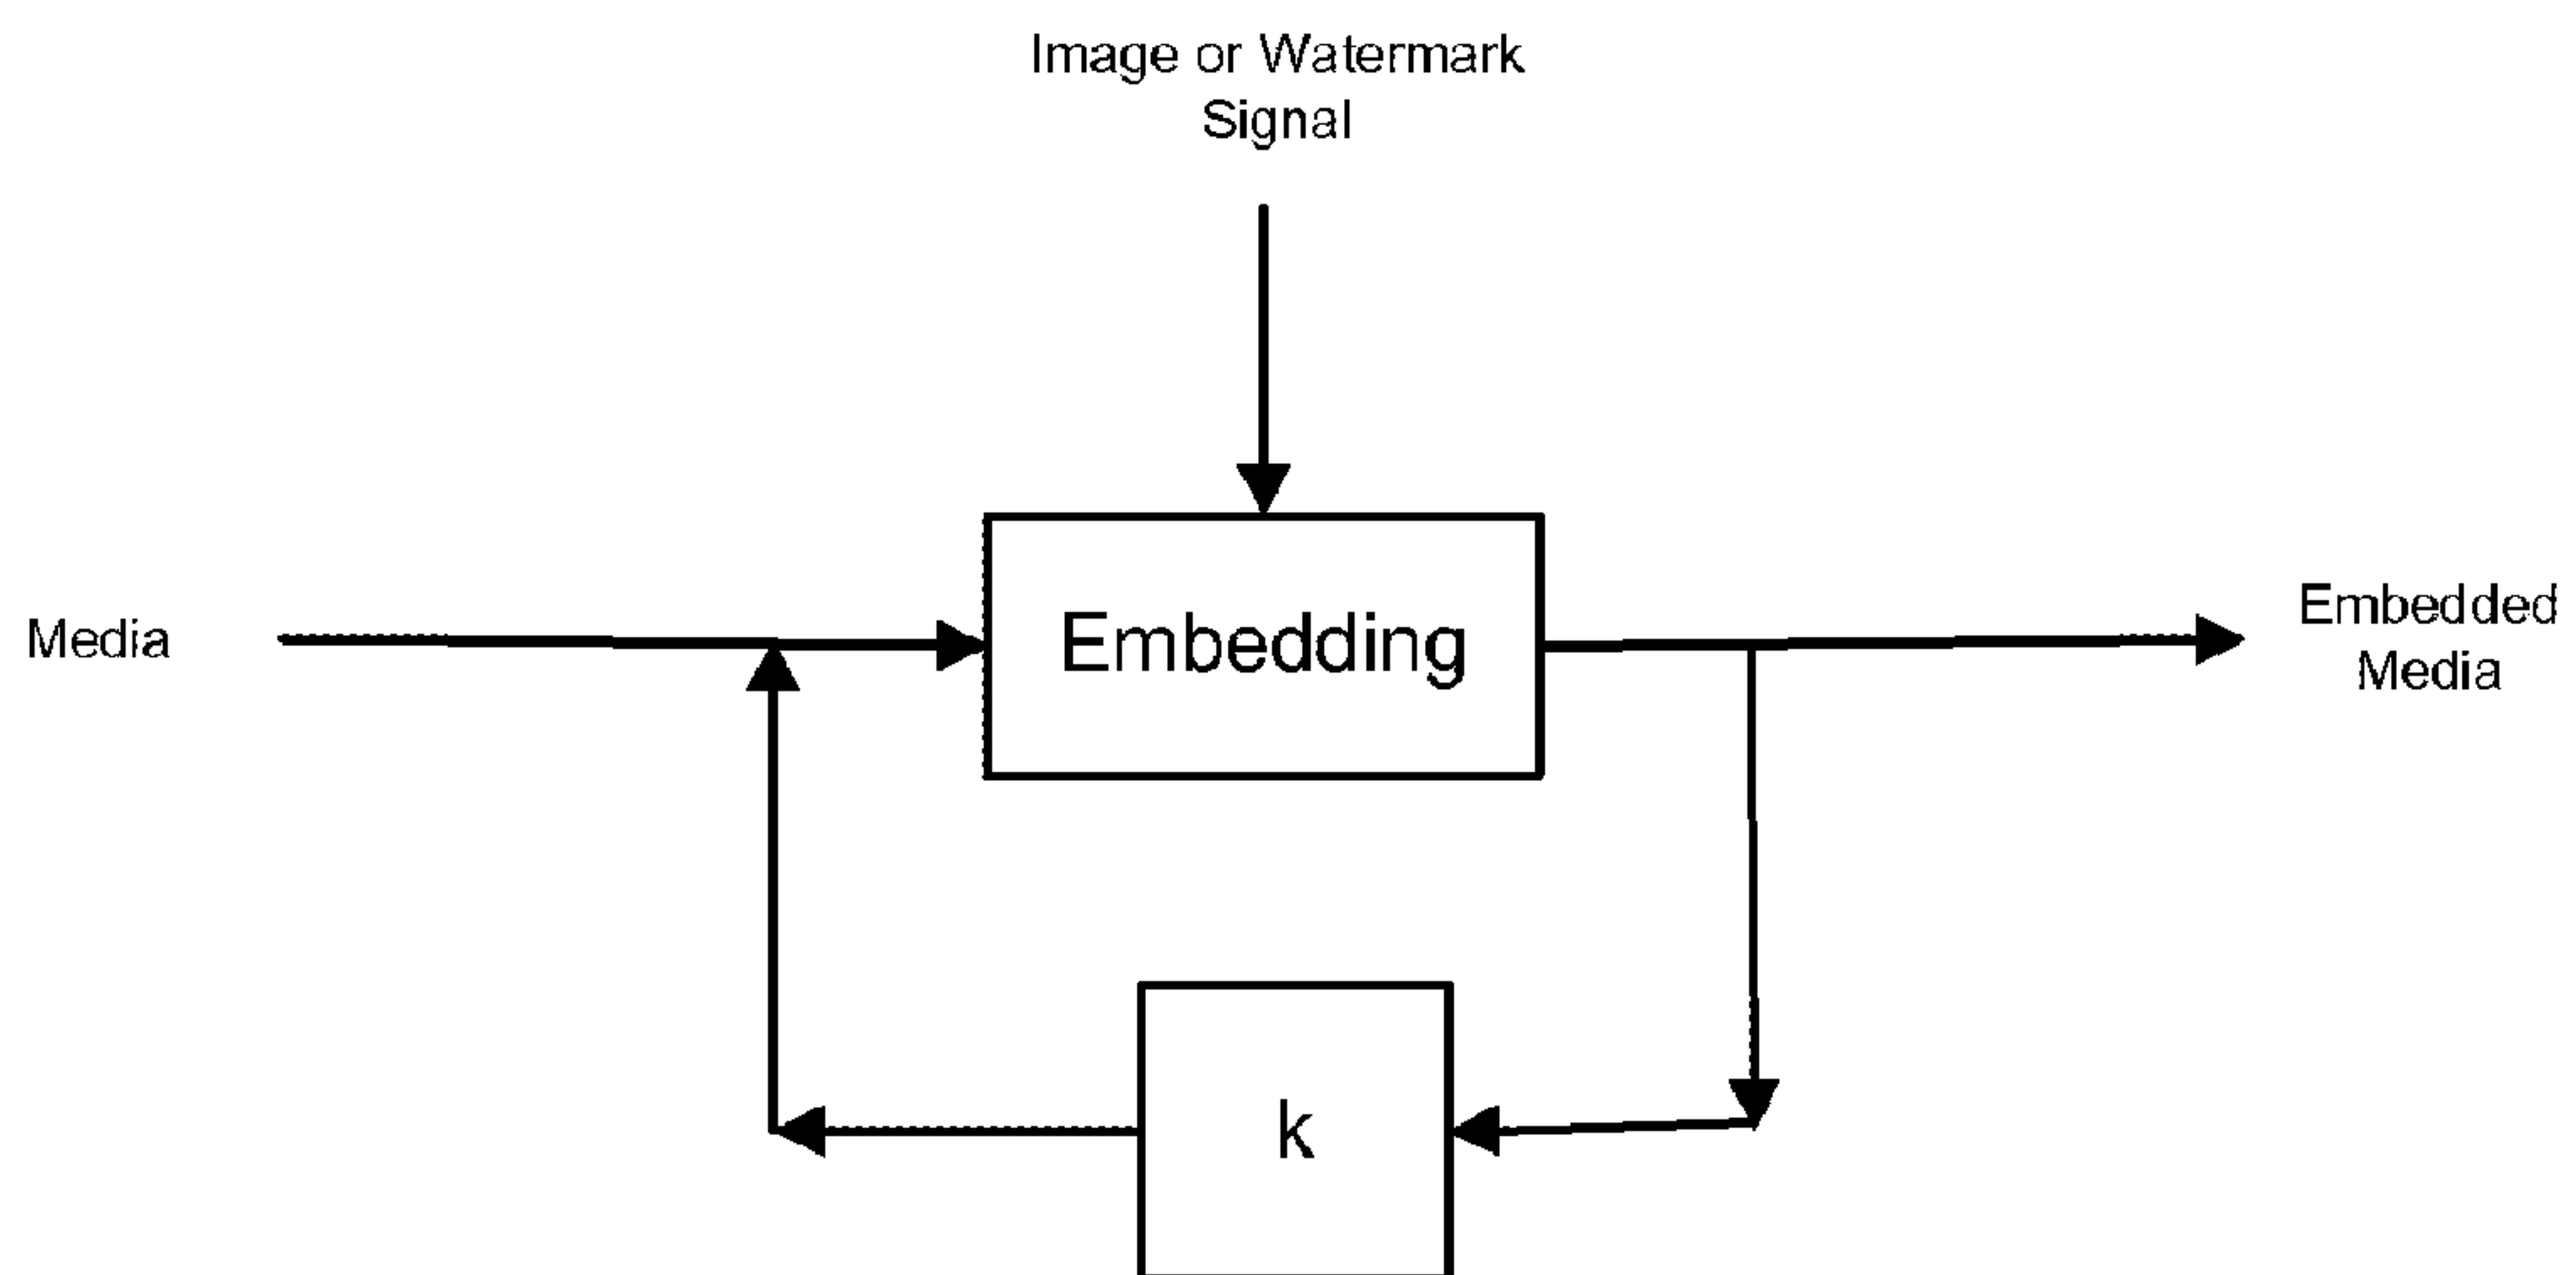 Image or Watermark
Signal
Media
Embedding
Embedded
Media
k